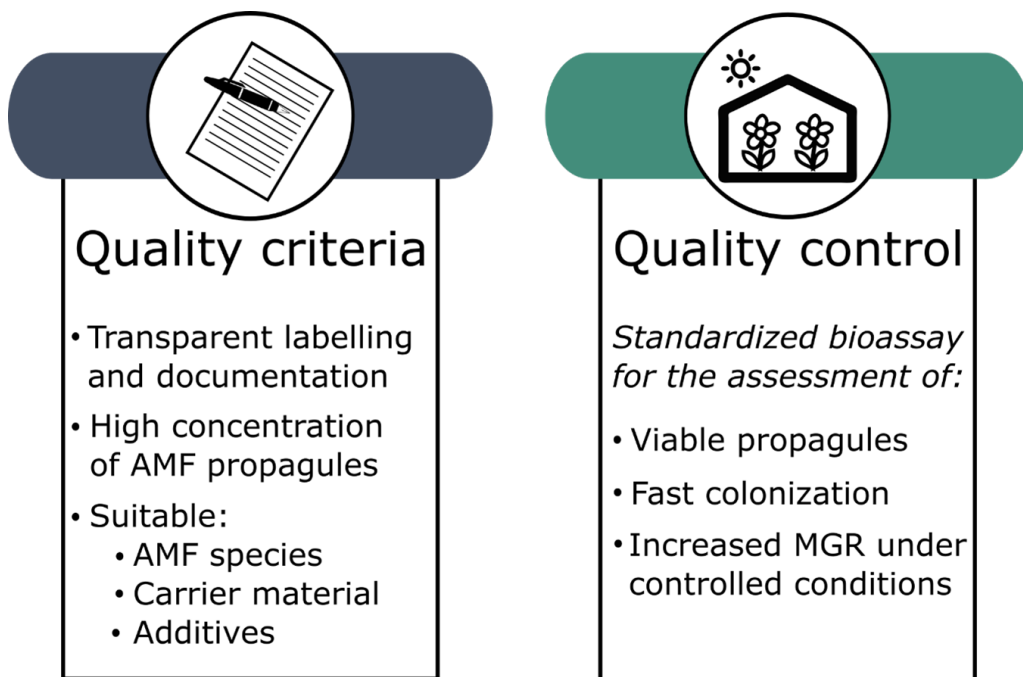 Quality criteria
• Transparent labelling
and documentation
• High concentration
of AMF propagules
• Suitable:
• AMF species
• Carrier material
• Additives
Quality control
Standardized bioassay
for the assessment of:
• Viable propagules
• Fast colonization
• Increased MGR under
controlled conditions